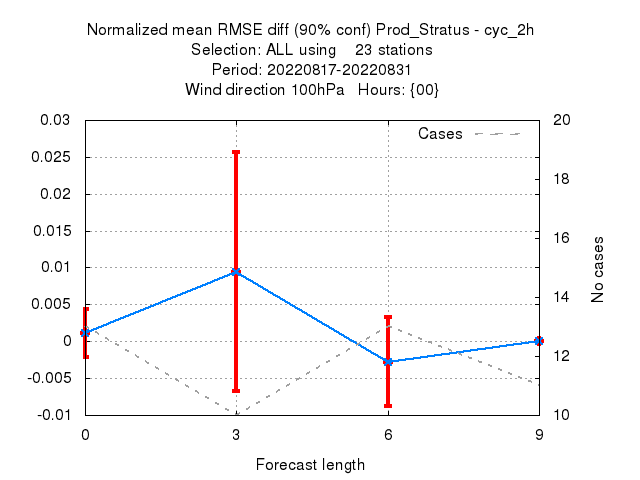 Normalized mean RMSE diff (90% conf) Prod_Stratus - cyc_2h
Selection: ALL using    23 stations
Period: 20220817-20220831
Wind direction 100hPa   Hours: {00}
Cases
0.03
0.025
0.02
0.015
0.01
0.005
0
-0.005
-0.01
20
18
16
14
12
10
No cases
0
3
6
9
Forecast length